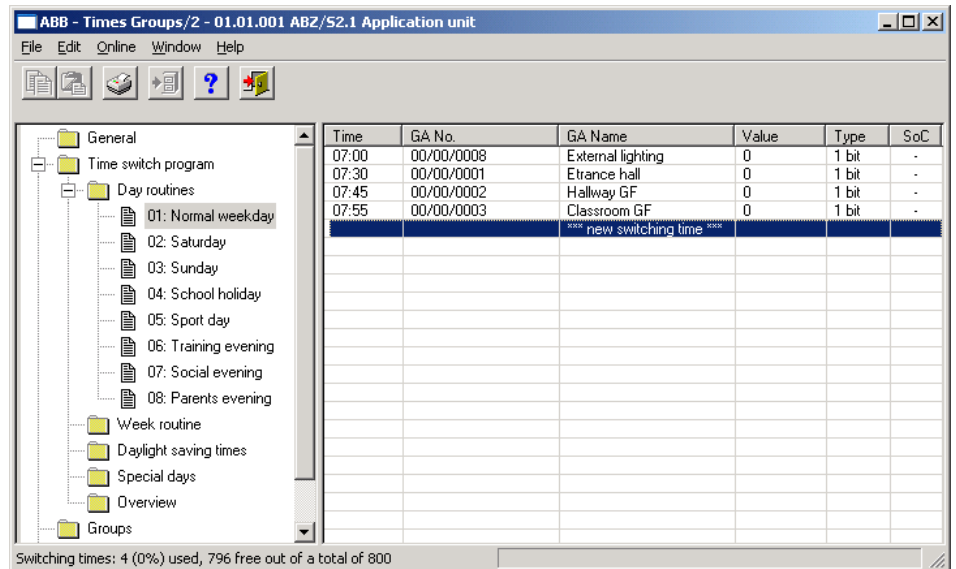 ABB - Times Groups/2 - 01.01.001 ABZ/S2.1 Application unit
File Edit Online Window Help
General
Time switch program
Day routines
01: Normal weekday
02: Saturday
03: Sunday
04: School holiday
05: Sport day
06: Training evening
07: Social evening
08: Parents evening
Week routine
Daylight saving times
Special days
Overview
Groups
Time GA No. GA Name Value Type SoC
07:00 00/00/0008 External lighting 0 1 bit -
07:30 00/00/0001 Etrance hall 0 1 bit -
07:45 00/00/0002 Hallway GF 0 1 bit -
07:55 00/00/0003 Classroom GF 0 1 bit -
*** new switching time ***
Switching times: 4 (0%) used, 796 free out of a total of 800